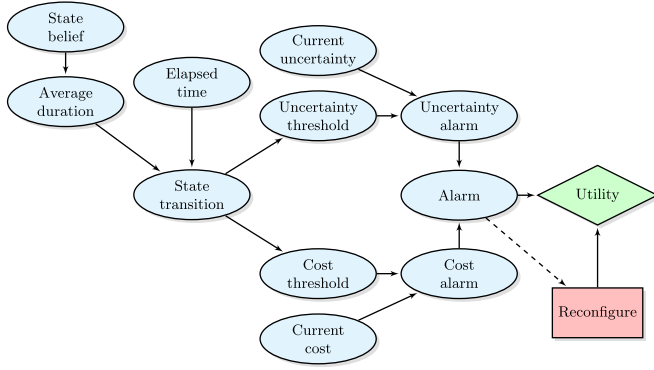 State
belief
Current
uncertainty
Elapsed
time
Average
duration
Uncertainty
threshold
Uncertainty
alarm
State
transition
Alarm
Utility
Cost
threshold
Cost
alarm
Reconfigure
Current
cost